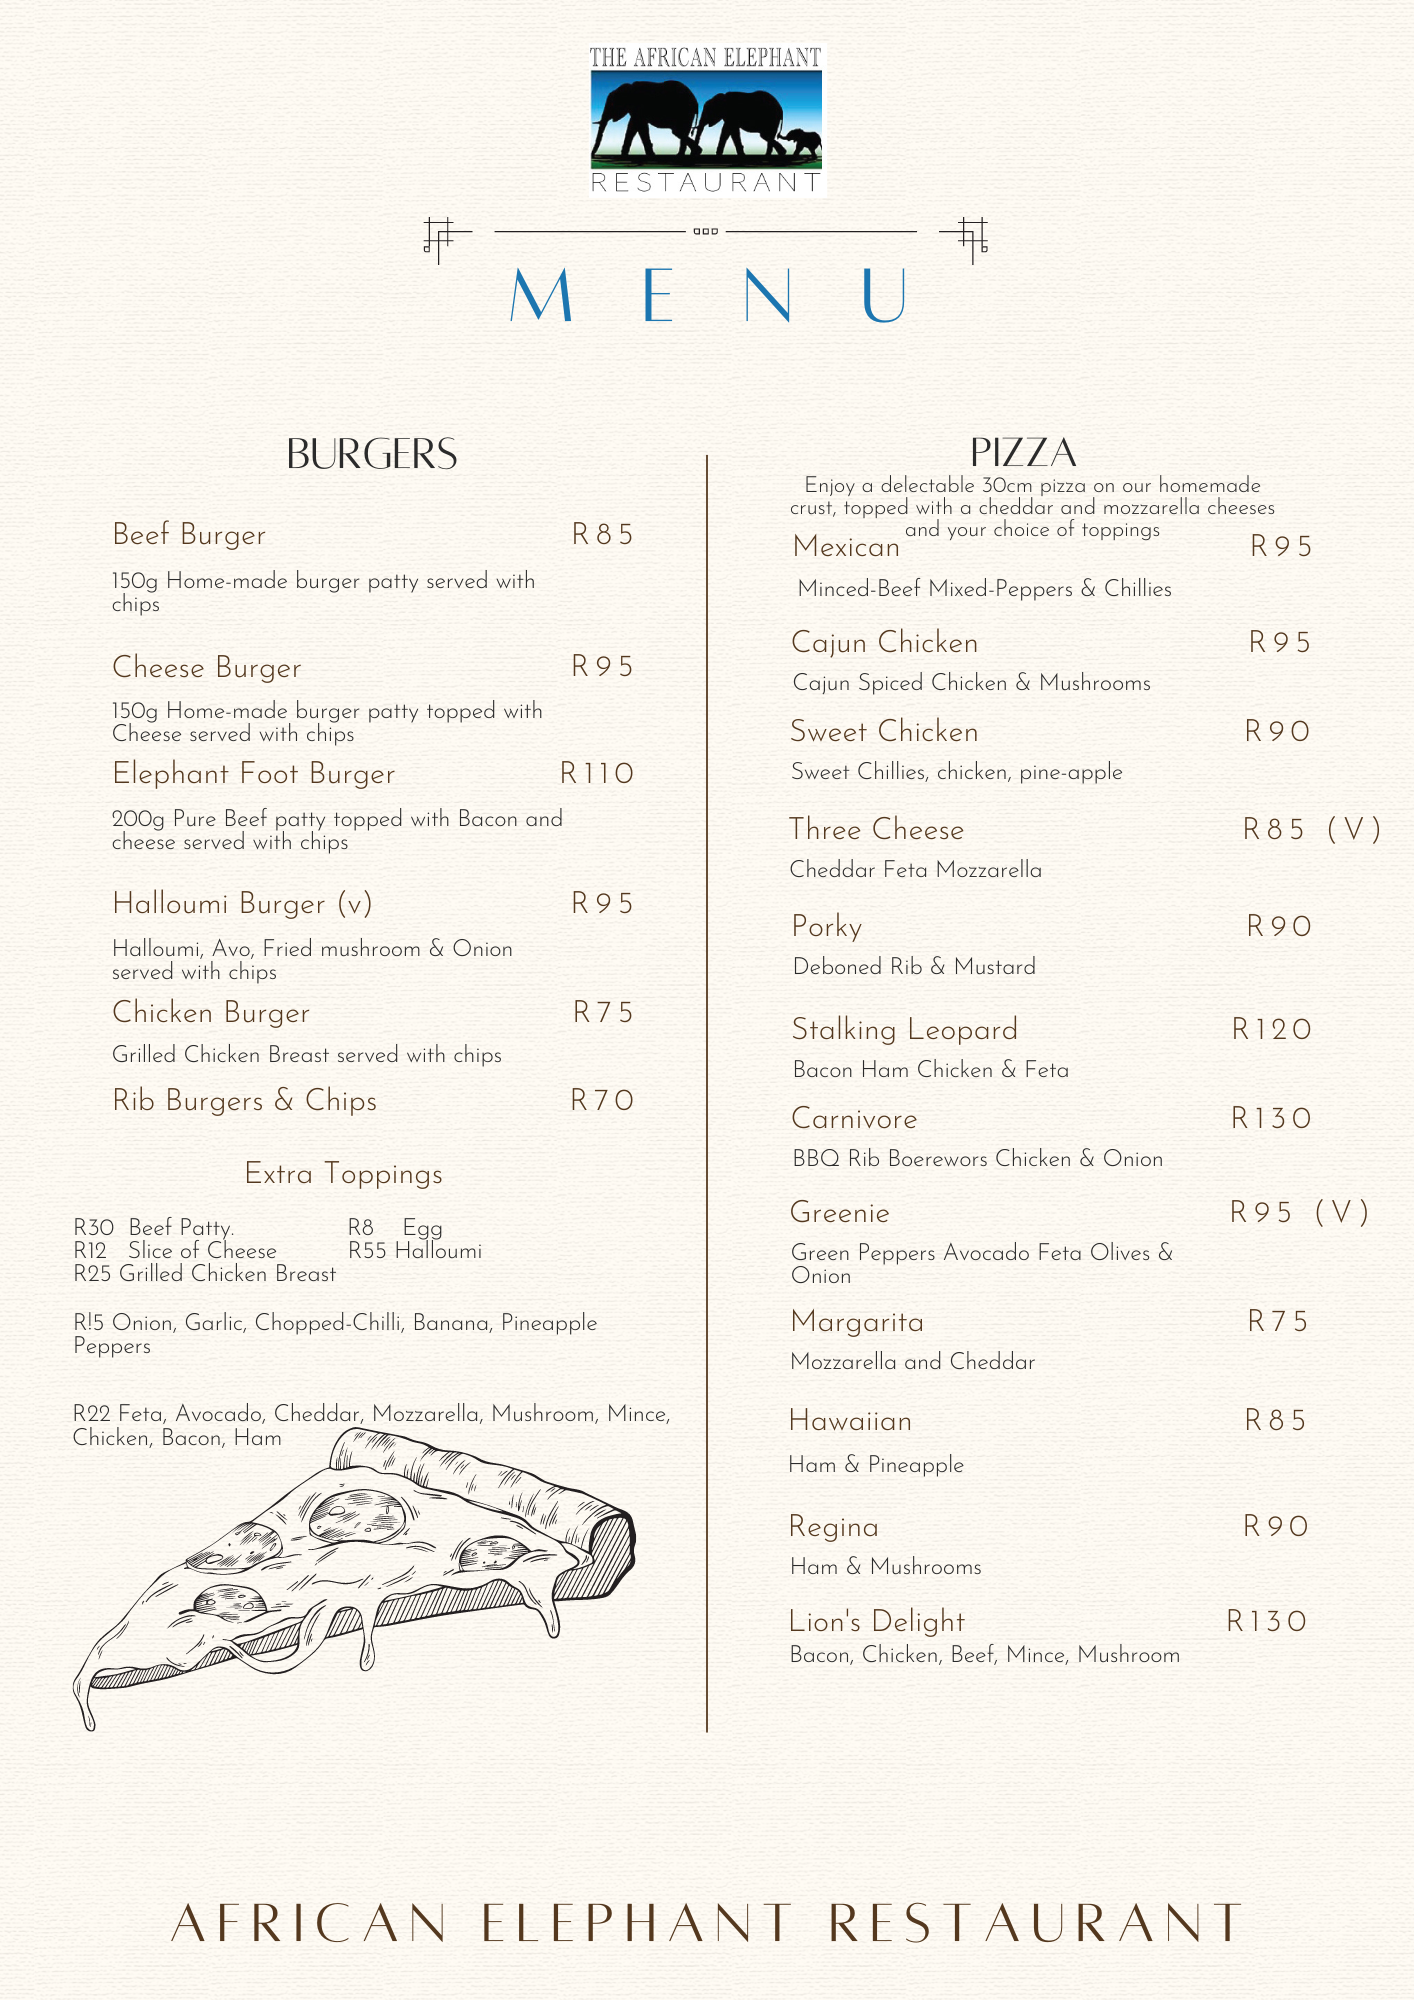 THE AFRICAN ELEPHANT
RESTAURANT
MENU
BURGERS
Beef Burger R85
150g Home-made burger patty served with
chips
Cheese Burger R95
150g Home-made burger patty topped with
Cheese served with chips
Elephant Foot Burger R110
200g Pure Beef patty topped with Bacon and
cheese served with chips
Halloumi Burger (v) R95
Halloumi, Avo, Fried mushroom & Onion
served with chips
Chicken Burger R75
Grilled Chicken Breast served with chips
Rib Burgers & Chips R70
Extra Toppings
R30 Beef Patty. R8 Egg
R12 Slice of Cheese R55 Halloumi
R25 Grilled Chicken Breast
R!5 Onion, Garlic, Chopped-Chilli, Banana, Pineapple
Peppers
R22 Feta, Avocado, Cheddar, Mozzarella, Mushroom, Mince,
Chicken, Bacon, Ham
PIZZA
Enjoy a delectable 30cm pizza on our homemade
crust, topped with a cheddar and mozzarella cheeses
and your choice of toppings
Mexican R95
Minced-Beef Mixed-Peppers & Chillies
Cajun Chicken R95
Cajun Spiced Chicken & Mushrooms
Sweet Chicken R90
Sweet Chillies, chicken, pine-apple
Three Cheese R85 (V)
Cheddar Feta Mozzarella
Porky R90
Deboned Rib & Mustard
Stalking Leopard R120
Bacon Ham Chicken & Feta
Carnivore R130
BBQ Rib Boerewors Chicken & Onion
Greenie R95 (V)
Green Peppers Avocado Feta Olives &
Onion
Margarita R75
Mozzarella and Cheddar
Hawaiian R85
Ham & Pineapple
Regina R90
Ham & Mushrooms
Lion's Delight R130
Bacon, Chicken, Beef, Mince, Mushroom
AFRICAN ELEPHANT RESTAURANT